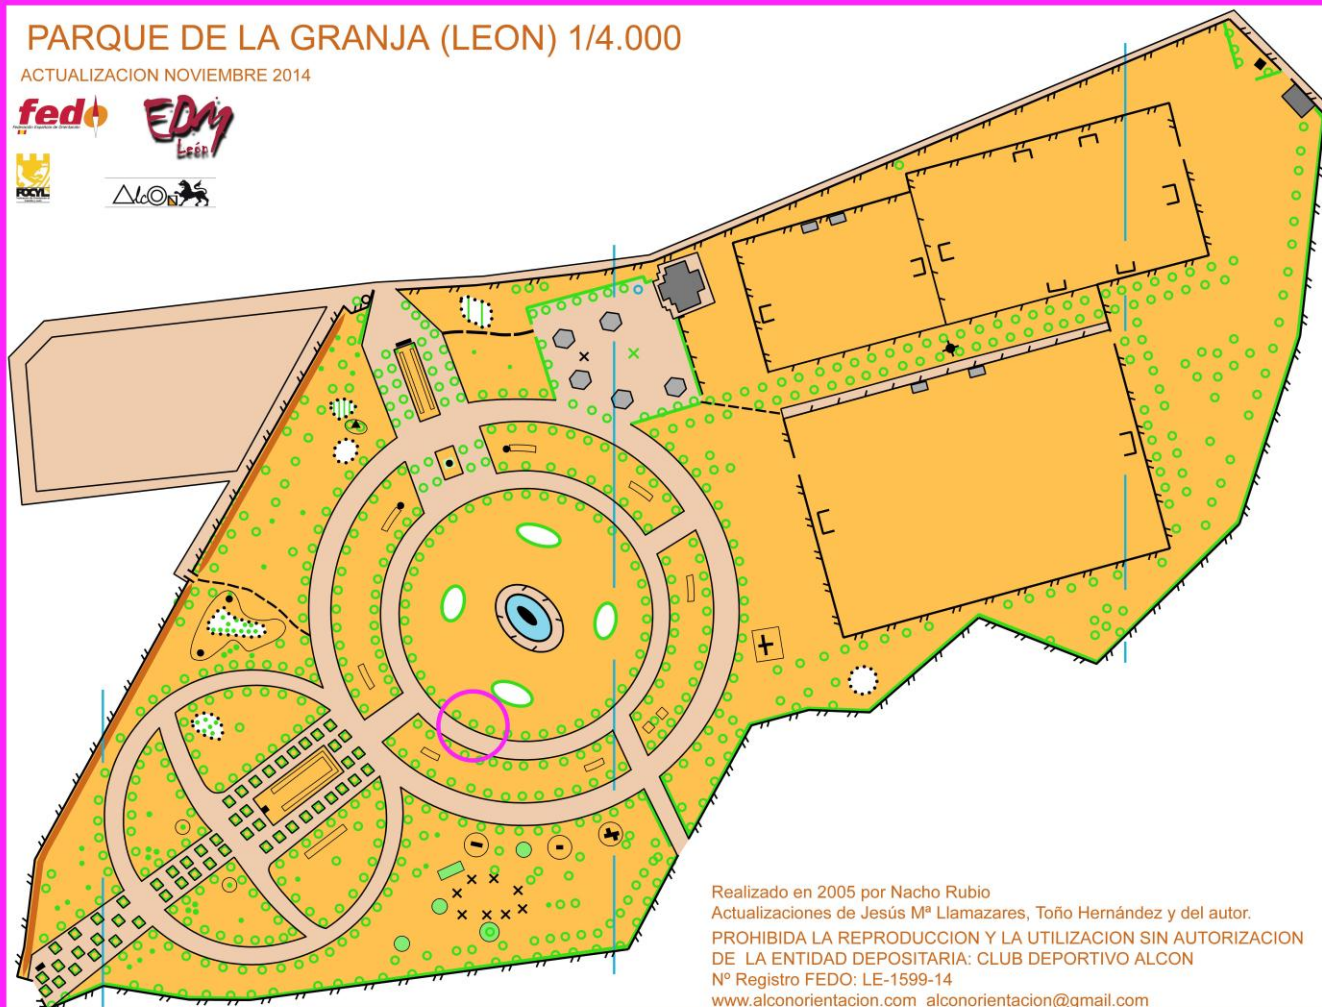 PARQUE DE LA GRANJA (LEON) 1/4.000
ACTUALIZACION NOVIEMBRE 2014
fedo
EDM
León
FOCYL
AlcON
Realizado en 2005 por Nacho Rubio
Actualizaciones de Jesús Mª Llamazares, Toño Hernández y del autor.
PROHIBIDA LA REPRODUCCION Y LA UTILIZACION SIN AUTORIZACION
DE LA ENTIDAD DEPOSITARIA: CLUB DEPORTIVO ALCON
Nº Registro FEDO: LE-1599-14
www.alconorientacion.com alconorientacion@gmail.com